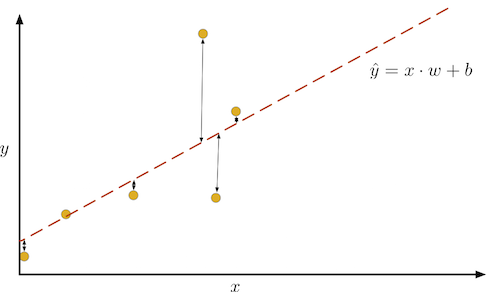 ŷ = x · w + b
y
x